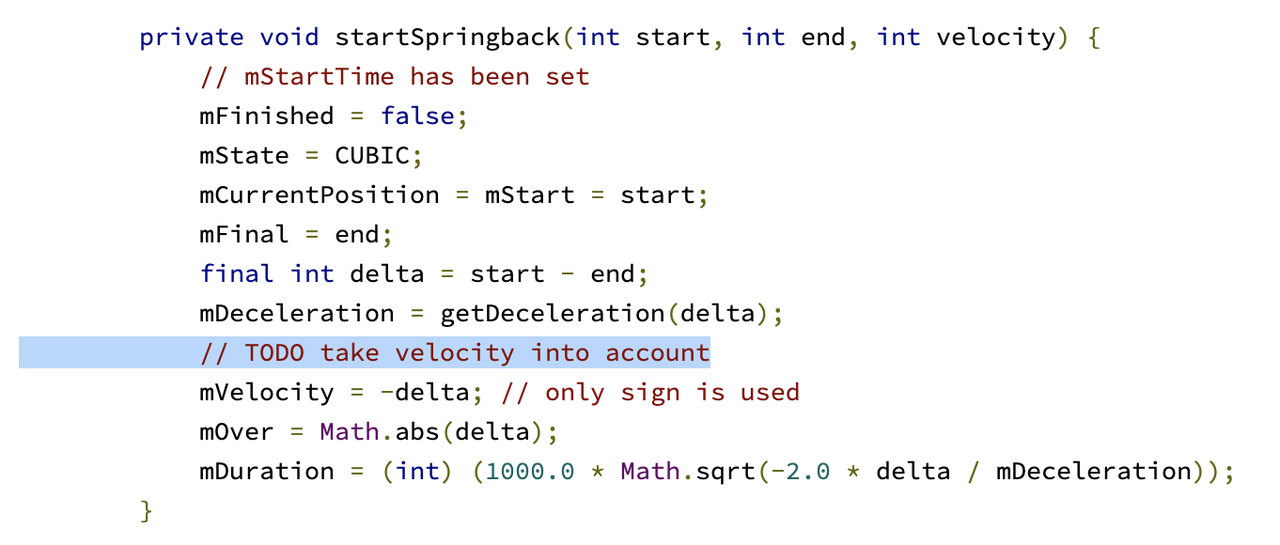 private void startSpringback(int start, int end, int velocity) {
// mStartTime has been set
mFinished = false;
mState = CUBIC;
mCurrentPosition = mStart = start;
mFinal = end;
final int delta = start - end;
mDeceleration = getDeceleration(delta);
// TODO take velocity into account
mVelocity = -delta; // only sign is used
mOver = Math.abs(delta);
mDuration = (int) (1000.0 * Math.sqrt(-2.0 * delta / mDeceleration));
}